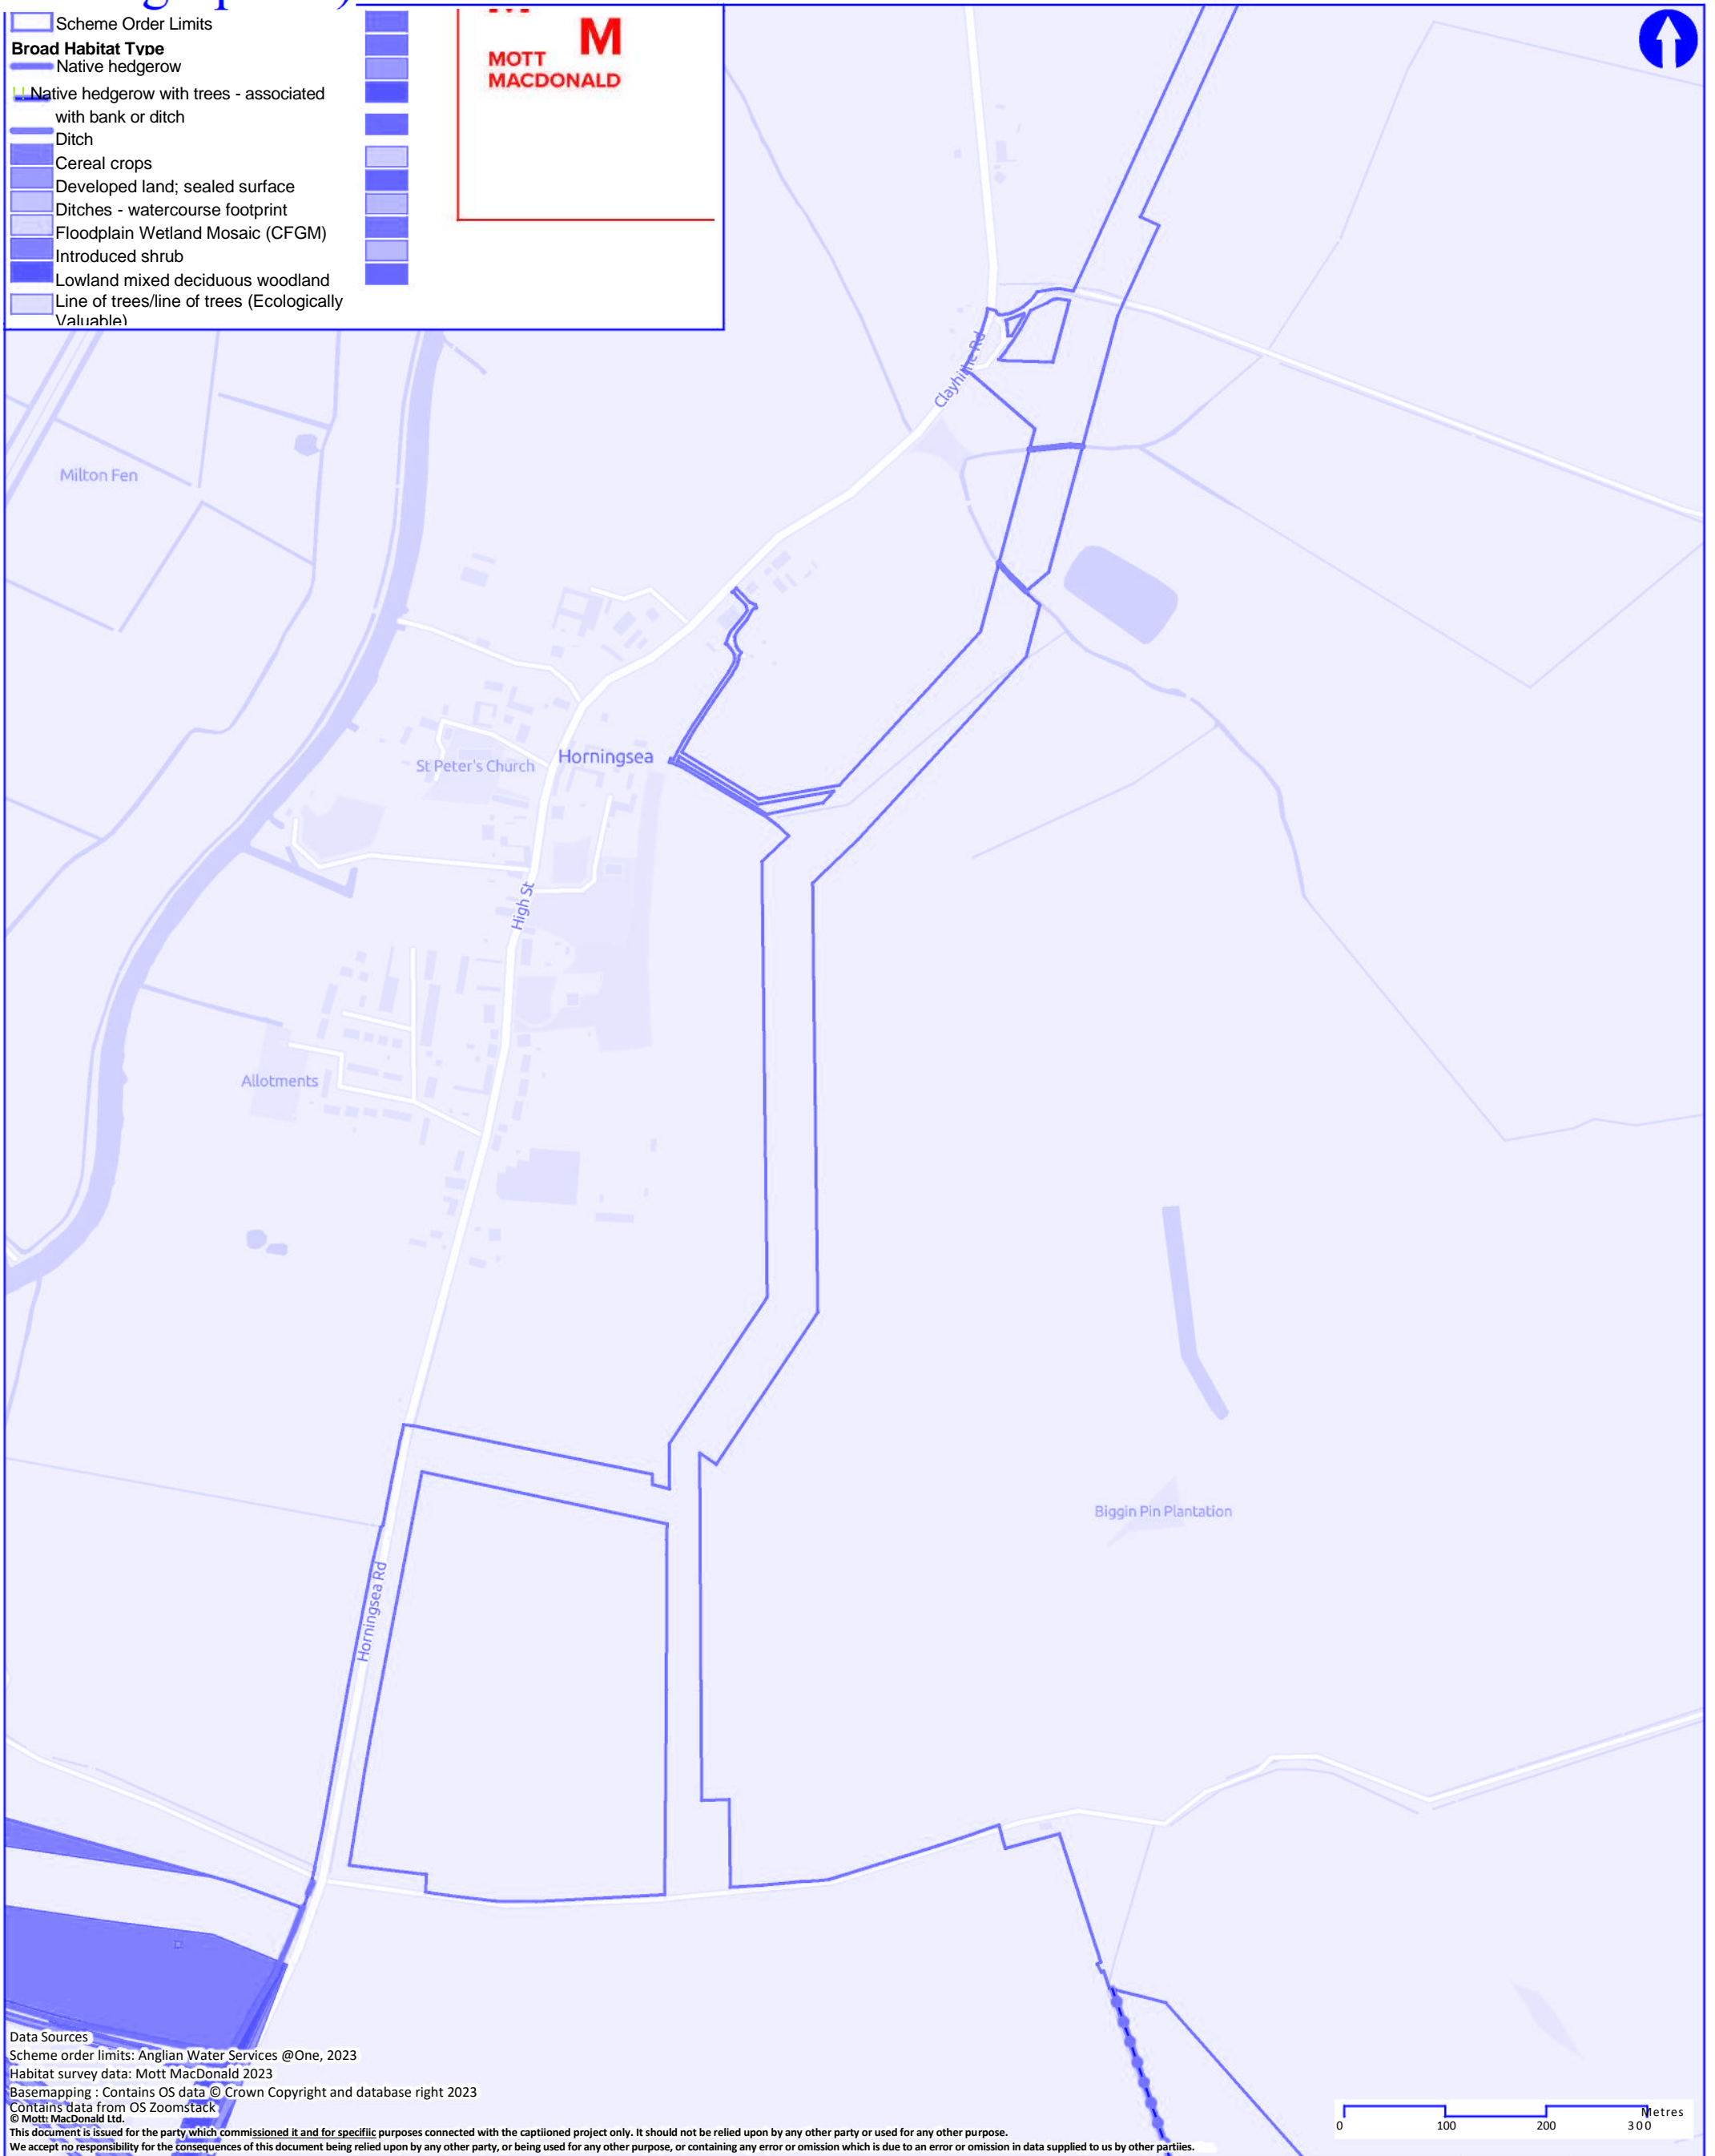 Scheme Order Limits
Broad Habitat Type
Native hedgerow
Native hedgerow with trees - associated
with bank or ditch
Ditch
Cereal crops
Developed land; sealed surface
Ditches - watercourse footprint
Floodplain Wetland Mosaic (CFGM)
Introduced shrub
Lowland mixed deciduous woodland
Line of trees/line of trees (Ecologically
Valuable)
M
MOTT
MACDONALD
Clayhithe Rd
Milton Fen
St Peter's Church
Horningsea
High St
Allotments
Biggin Pin Plantation
Horningsea Rd
Data Sources
Scheme order limits: Anglian Water Services @One, 2023
Habitat survey data: Mott MacDonald 2023
Basemapping : Contains OS data © Crown Copyright and database right 2023
Contains data from OS Zoomstack
© Mott: MacDonald Ltd.
This document is issued for the party which commissioned it and for specifiic purposes connected with the captiioned project only. It should not be relied upon by any other party or used for any other purpose.
We accept no responsibility for the consequences of this document being relied upon by any other party, or being used for any other purpose, or containing any error or omission which is due to an error or omission in data supplied to us by other partiies.
Metres
0 100 200 300